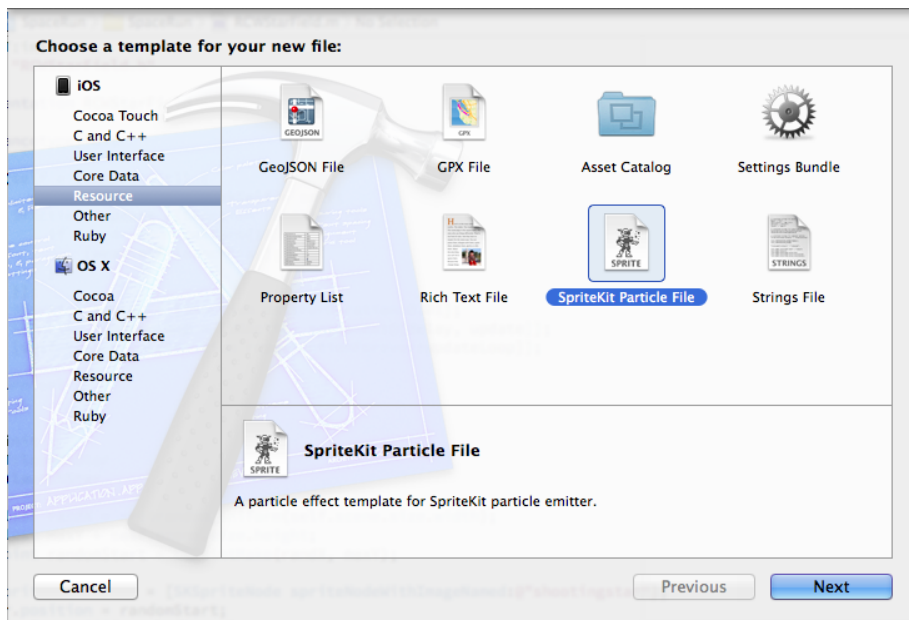 Choose a template for your new file:
iOS
Cocoa Touch
C and C++
User Interface
Core Data
Resource
Other
Ruby
OS X
Cocoa
C and C++
User Interface
Core Data
Resource
Other
Ruby
GEOJSON
GPX
GeoJSON File
GPX File
Asset Catalog
Settings Bundle
SPRITE
STRINGS
Property List
Rich Text File
SpriteKit Particle File
Strings File
SPRITE
SpriteKit Particle File
A particle effect template for SpriteKit particle emitter.
Cancel
Previous
Next